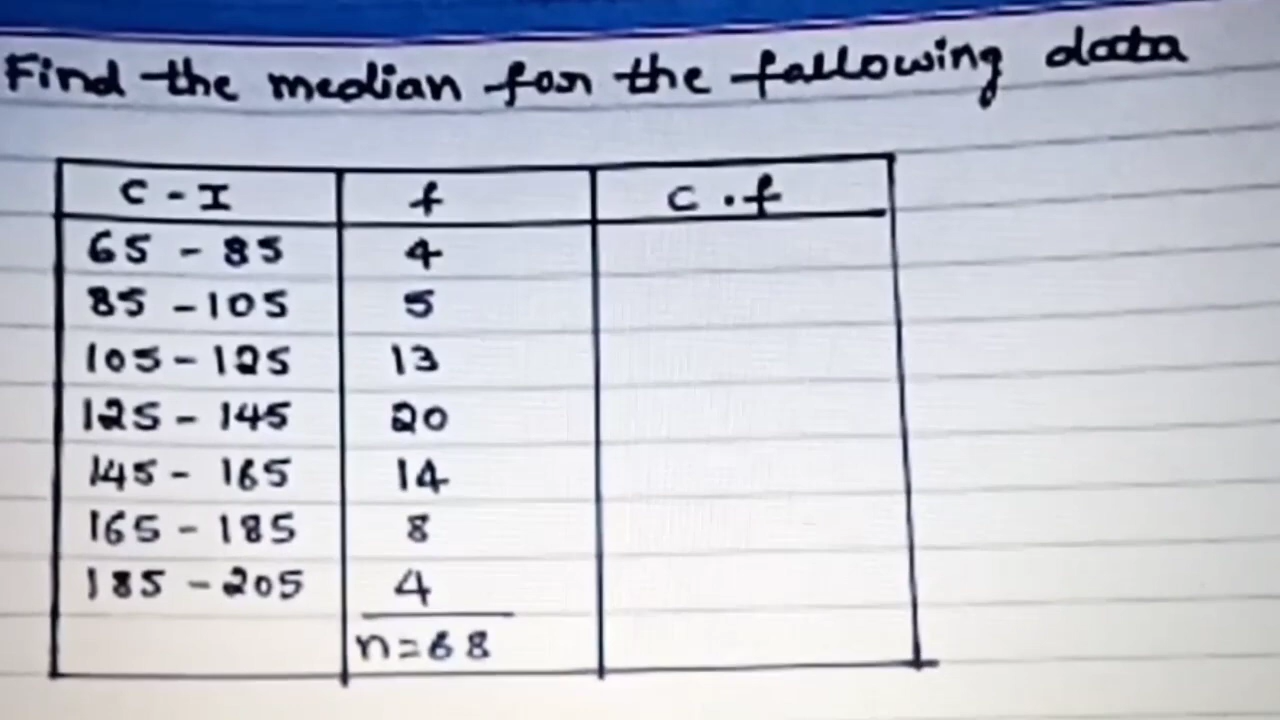 Find the median for the following data
C - I f C.f
65 - 85 4
85 - 105 5
105 - 125 13
125 - 145 20
145 - 165 14
165 - 185 8
185 - 205 4
n = 68